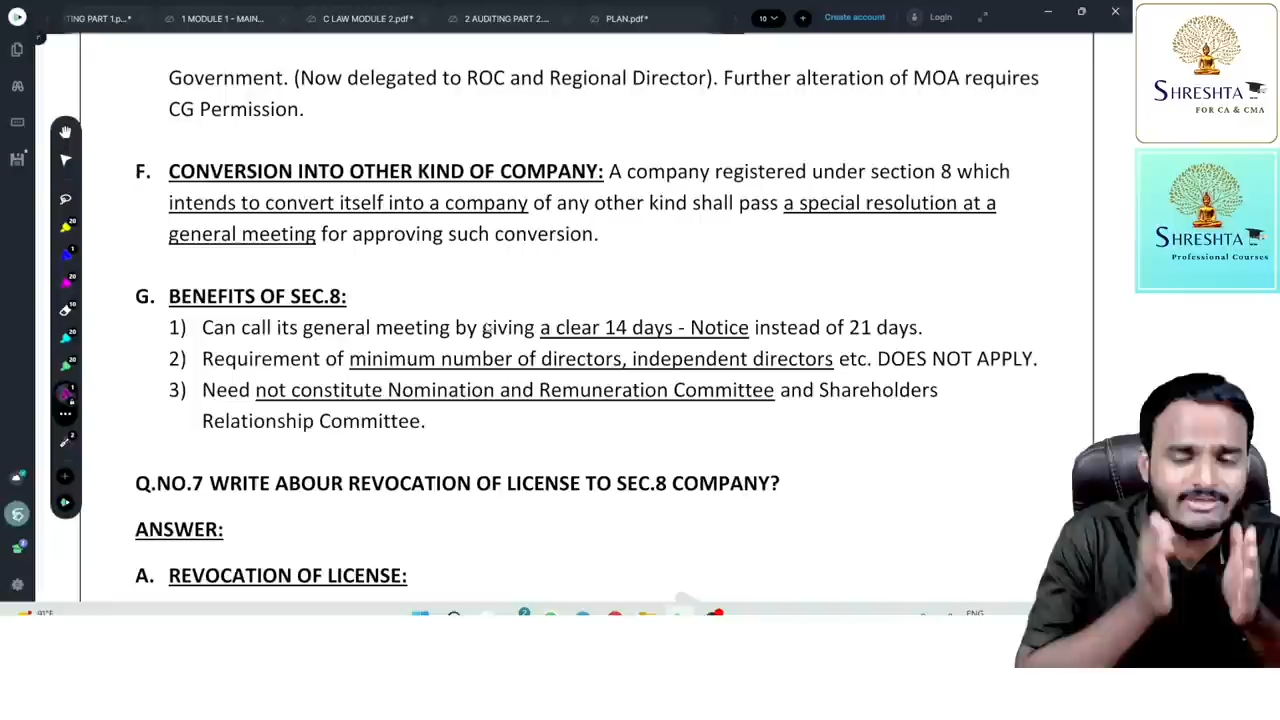 TING PART 1.p...*
1 MODULE 1 - MAIN...
C LAW MODULE 2.pdf*
2 AUDITING PART 2....
PLAN.pdf*
10
Create account
Login
Government. (Now delegated to ROC and Regional Director). Further alteration of MOA requires
CG Permission.
F. CONVERSION INTO OTHER KIND OF COMPANY: A company registered under section 8 which
intends to convert itself into a company of any other kind shall pass a special resolution at a
general meeting for approving such conversion.
G. BENEFITS OF SEC.8:
1) Can call its general meeting by giving a clear 14 days - Notice instead of 21 days.
2) Requirement of minimum number of directors, independent directors etc. DOES NOT APPLY.
3) Need not constitute Nomination and Remuneration Committee and Shareholders
Relationship Committee.
Q.NO.7 WRITE ABOUR REVOCATION OF LICENSE TO SEC.8 COMPANY?
ANSWER:
A. REVOCATION OF LICENSE:
SHRESHTA
FOR CA & CMA
SHRESHTA
Professional Courses
ENG